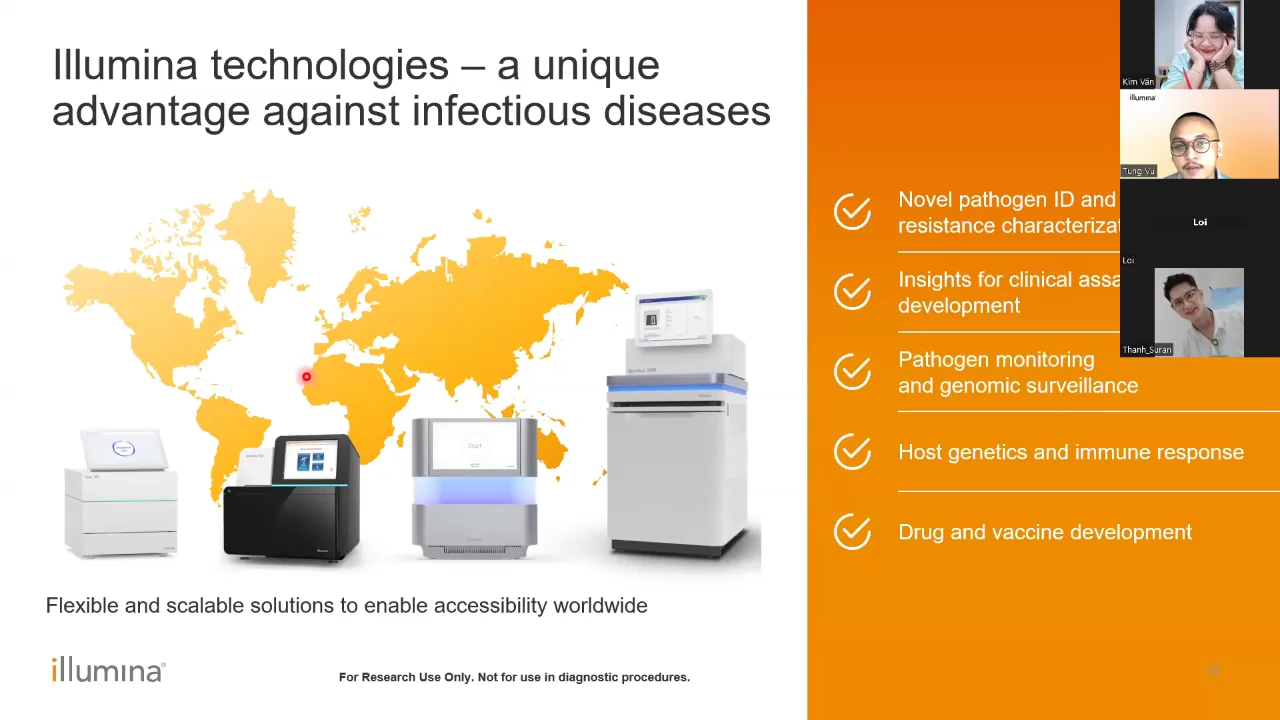 Illumina technologies – a unique
advantage against infectious diseases
Novel pathogen ID and
resistance characterizat
Insights for clinical assa
development
Pathogen monitoring
and genomic surveillance
Host genetics and immune response
Drug and vaccine development
Start
Flexible and scalable solutions to enable accessibility worldwide
illumina®
For Research Use Only. Not for use in diagnostic procedures.
Kim Vân
illumina
Tung Vu
Loi
Loi
Thanh_Suran